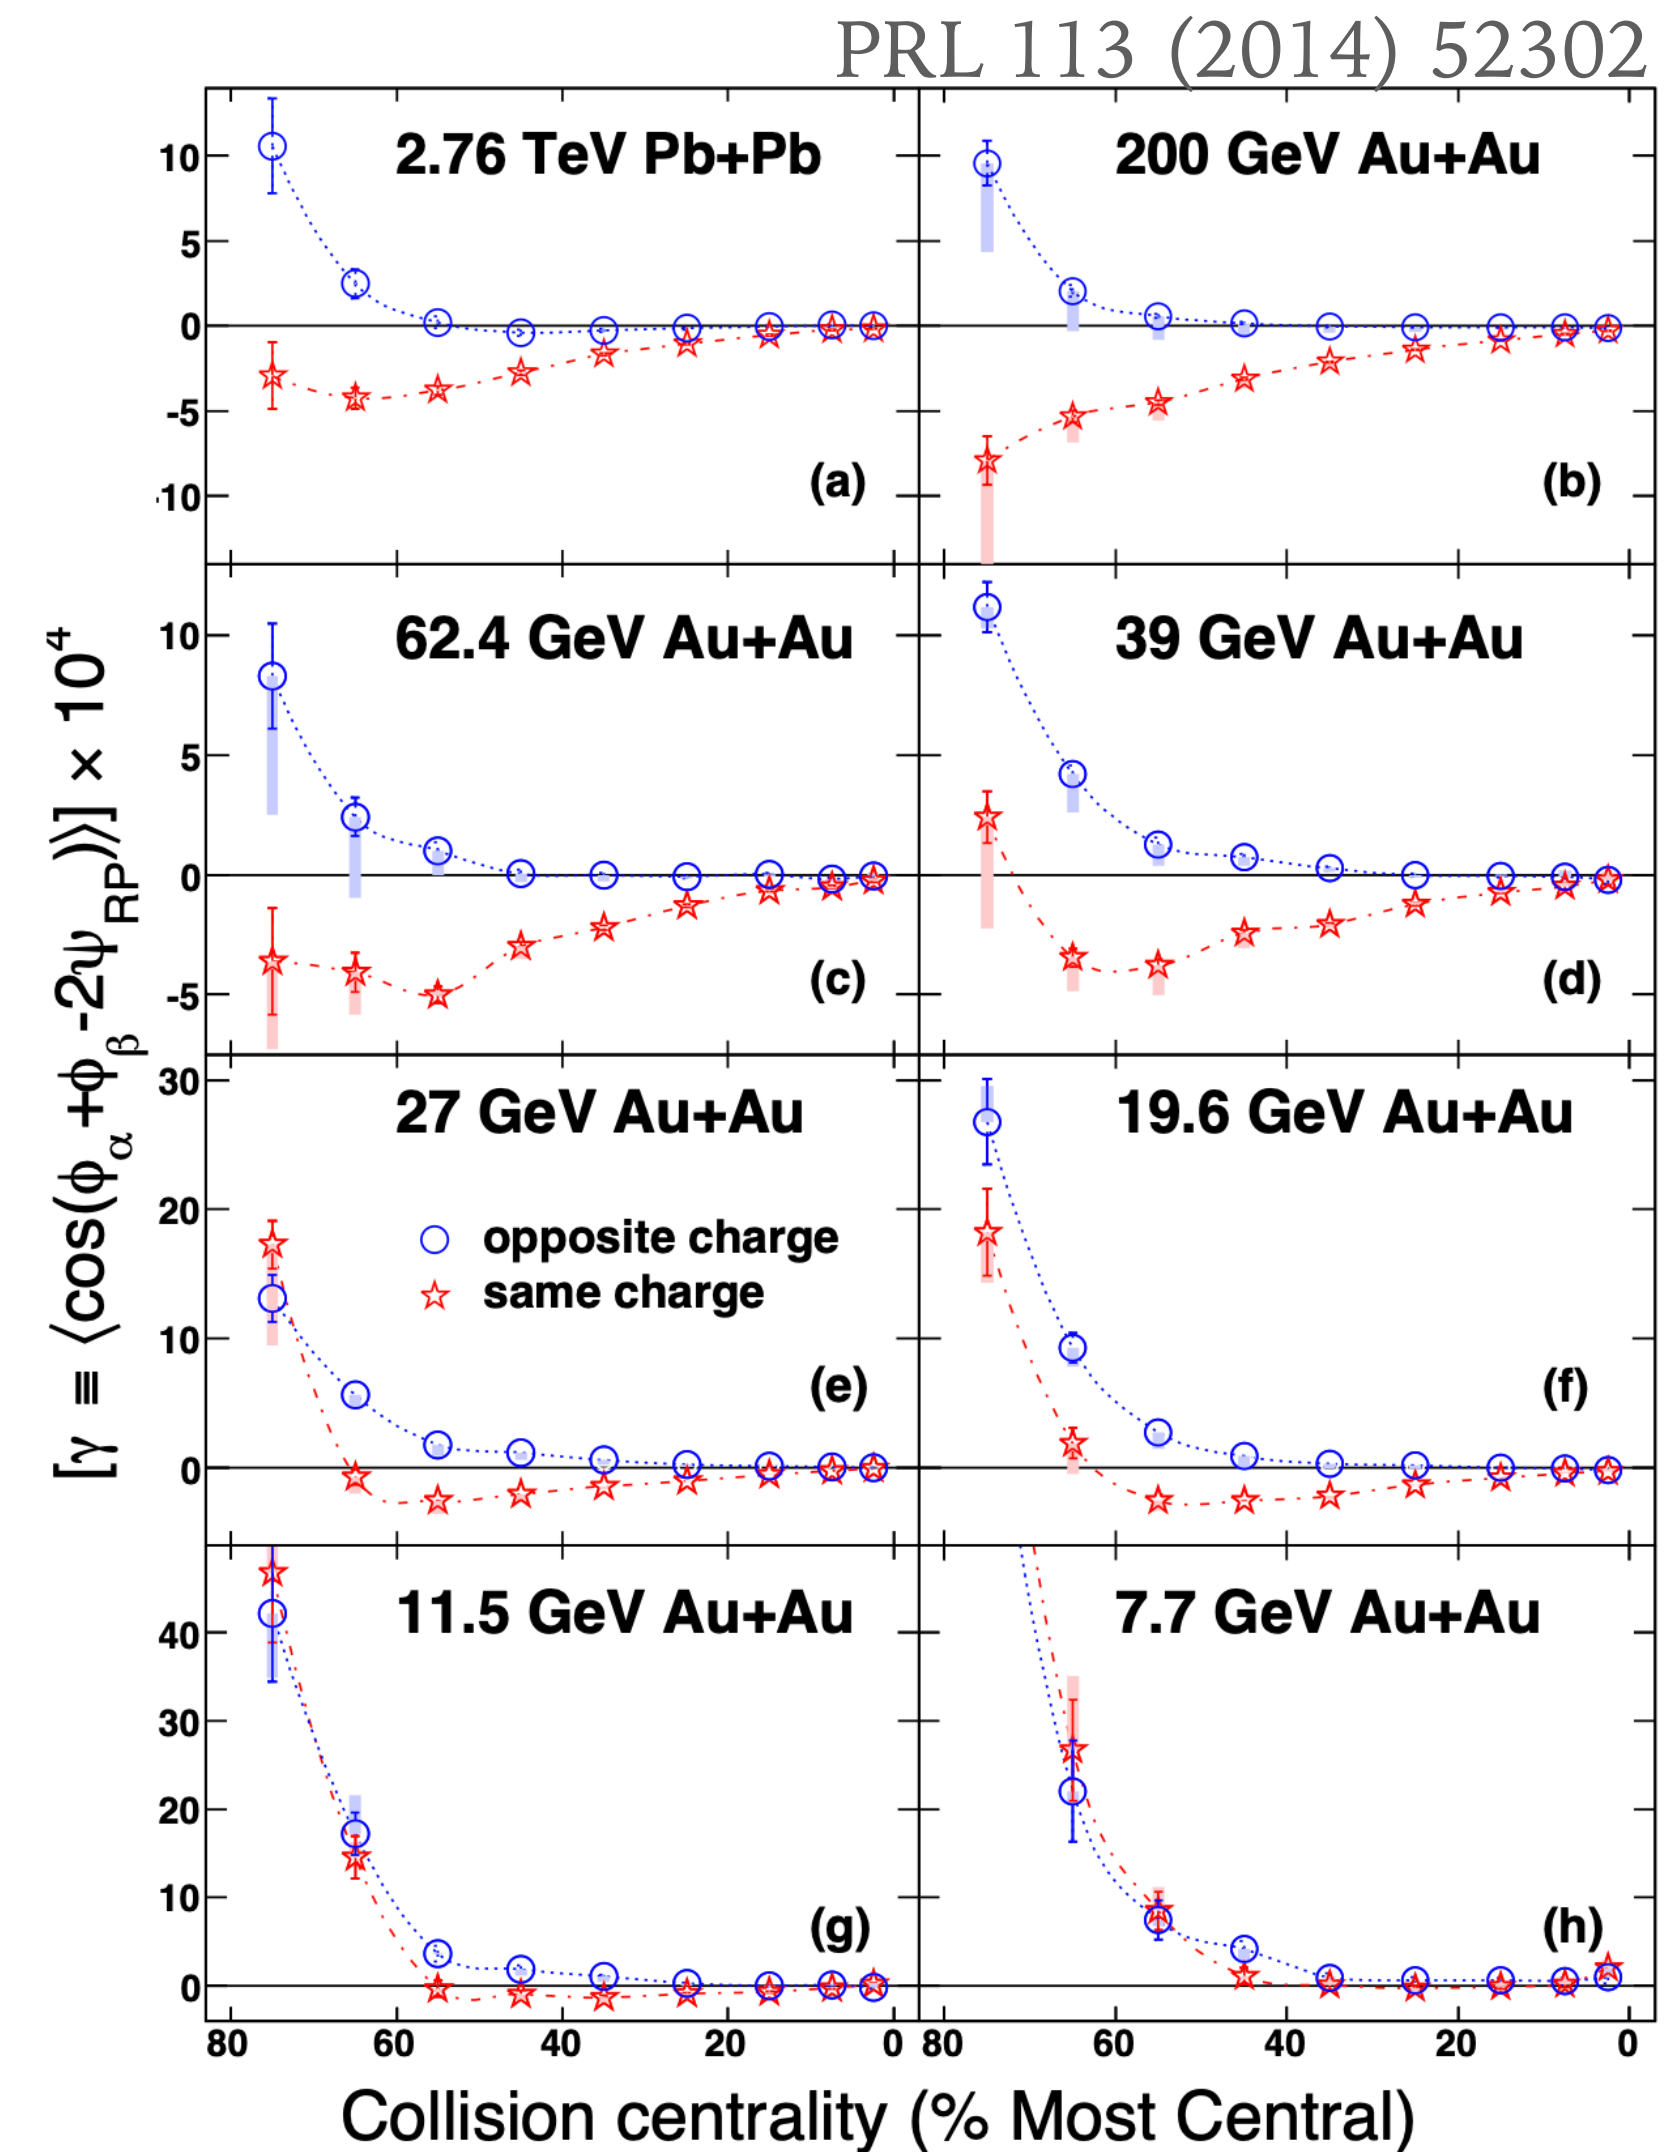 PRL 113 (2014) 52302
2.76 TeV Pb+Pb
200 GeV Au+Au
10
5
0
-5
10
(a)
(b)
62.4 GeV Au+Au
39 GeV Au+Au
10
5
0
-5
(c)
(d)
[γ ≡ ⟨cos(φα+φβ-2ψRP)⟩] × 10⁴
27 GeV Au+Au
19.6 GeV Au+Au
30
20
10
0
opposite charge
same charge
(e)
(f)
11.5 GeV Au+Au
7.7 GeV Au+Au
40
30
20
10
0
(g)
(h)
80 60 40 20 0 80 60 40 20 0
Collision centrality (% Most Central)